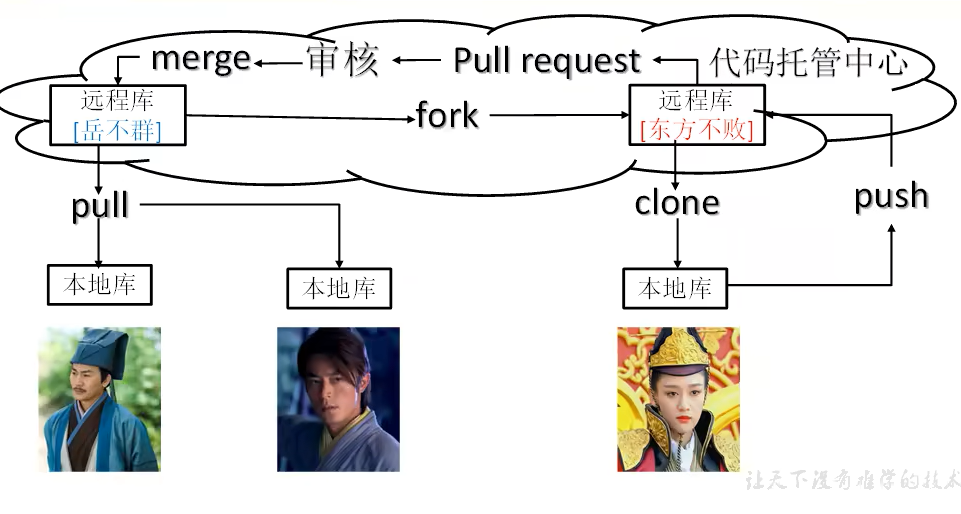 merge
审核
Pull request
代码托管中心
远程库
[岳不群]
fork
远程库
[东方不败]
pull
clone
push
本地库
本地库
本地库
让天下没有难学的技术